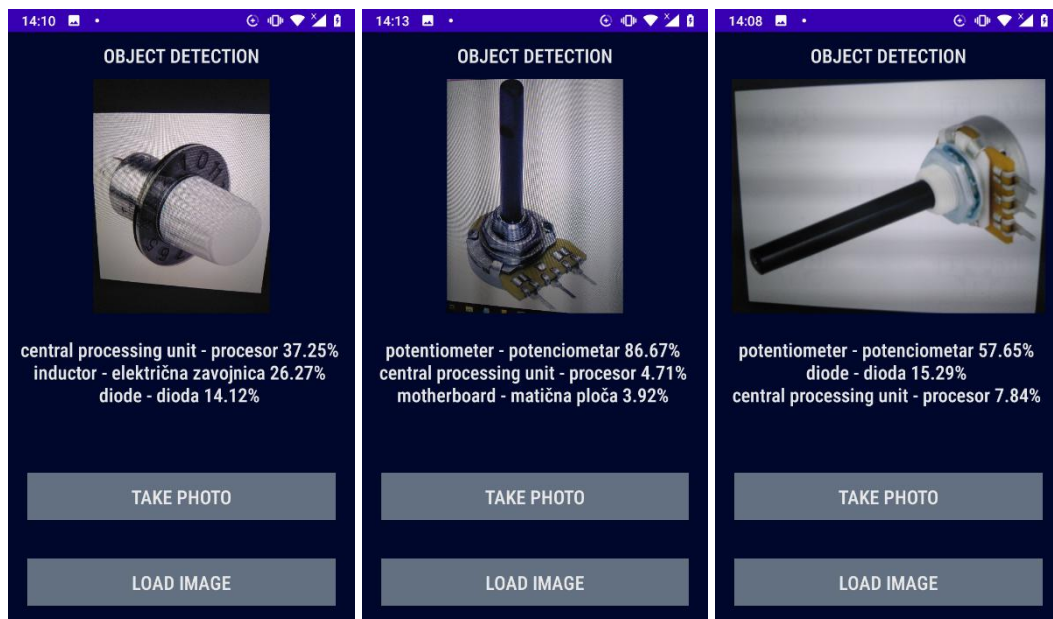 14:10
OBJECT DETECTION
central processing unit - procesor 37.25%
inductor - električna zavojnica 26.27%
diode - dioda 14.12%
TAKE PHOTO
LOAD IMAGE
14:13
OBJECT DETECTION
potentiometer - potenciometar 86.67%
central processing unit - procesor 4.71%
motherboard - matična ploča 3.92%
TAKE PHOTO
LOAD IMAGE
14:08
OBJECT DETECTION
potentiometer - potenciometar 57.65%
diode - dioda 15.29%
central processing unit - procesor 7.84%
TAKE PHOTO
LOAD IMAGE